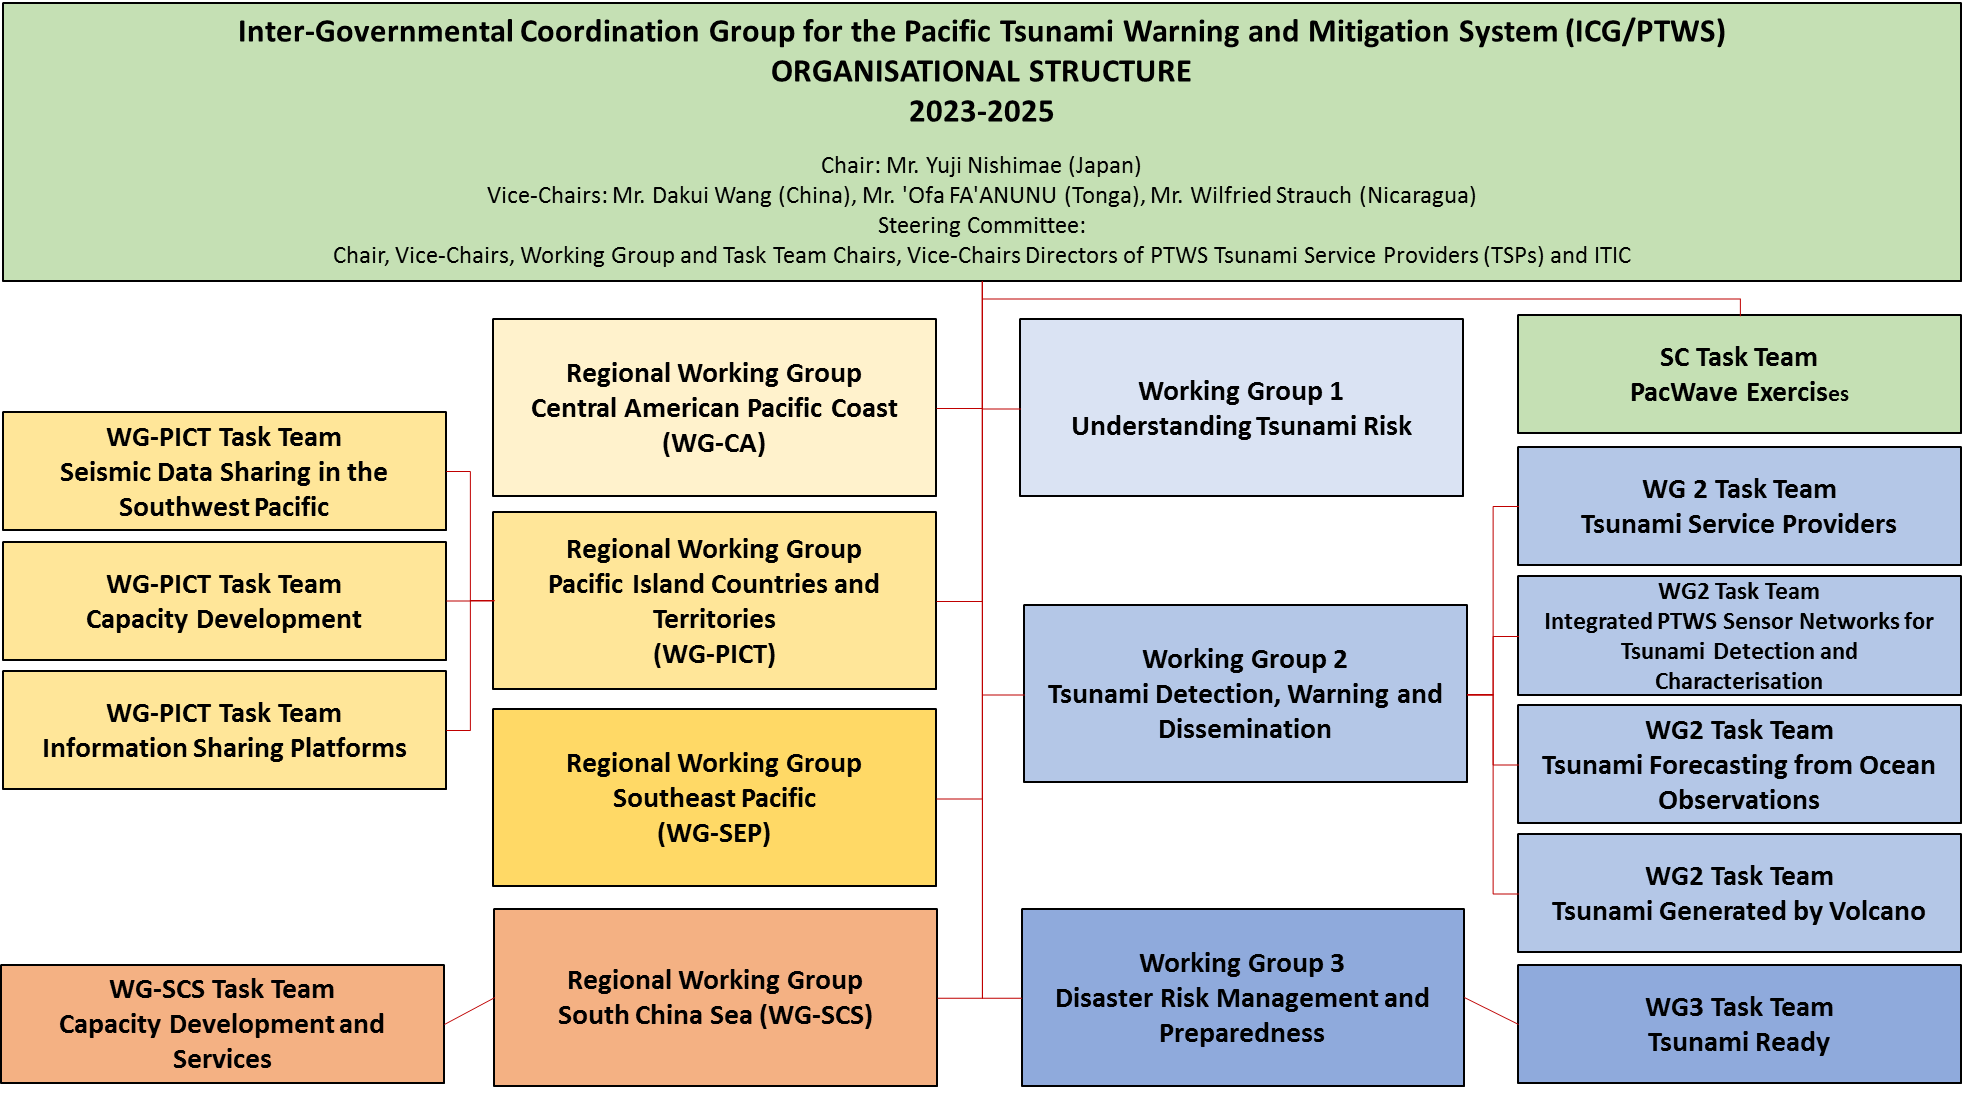 Inter-Governmental Coordination Group for the Pacific Tsunami Warning and Mitigation System (ICG/PTWS)
ORGANISATIONAL STRUCTURE
2023-2025
Chair: Mr. Yuji Nishimae (Japan)
Vice-Chairs: Mr. Dakui Wang (China), Mr. 'Ofa FA'ANUNU (Tonga), Mr. Wilfried Strauch (Nicaragua)
Steering Committee:
Chair, Vice-Chairs, Working Group and Task Team Chairs, Vice-Chairs Directors of PTWS Tsunami Service Providers (TSPs) and ITIC
WG-PICT Task Team
Seismic Data Sharing in the
Southwest Pacific
WG-PICT Task Team
Capacity Development
WG-PICT Task Team
Information Sharing Platforms
WG-SCS Task Team
Capacity Development and
Services
Regional Working Group
Central American Pacific Coast
(WG-CA)
Regional Working Group
Pacific Island Countries and
Territories
(WG-PICT)
Regional Working Group
Southeast Pacific
(WG-SEP)
Regional Working Group
South China Sea (WG-SCS)
Working Group 1
Understanding Tsunami Risk
Working Group 2
Tsunami Detection, Warning and
Dissemination
Working Group 3
Disaster Risk Management and
Preparedness
SC Task Team
PacWave Exercises
WG 2 Task Team
Tsunami Service Providers
WG2 Task Team
Integrated PTWS Sensor Networks for
Tsunami Detection and
Characterisation
WG2 Task Team
Tsunami Forecasting from Ocean
Observations
WG2 Task Team
Tsunami Generated by Volcano
WG3 Task Team
Tsunami Ready